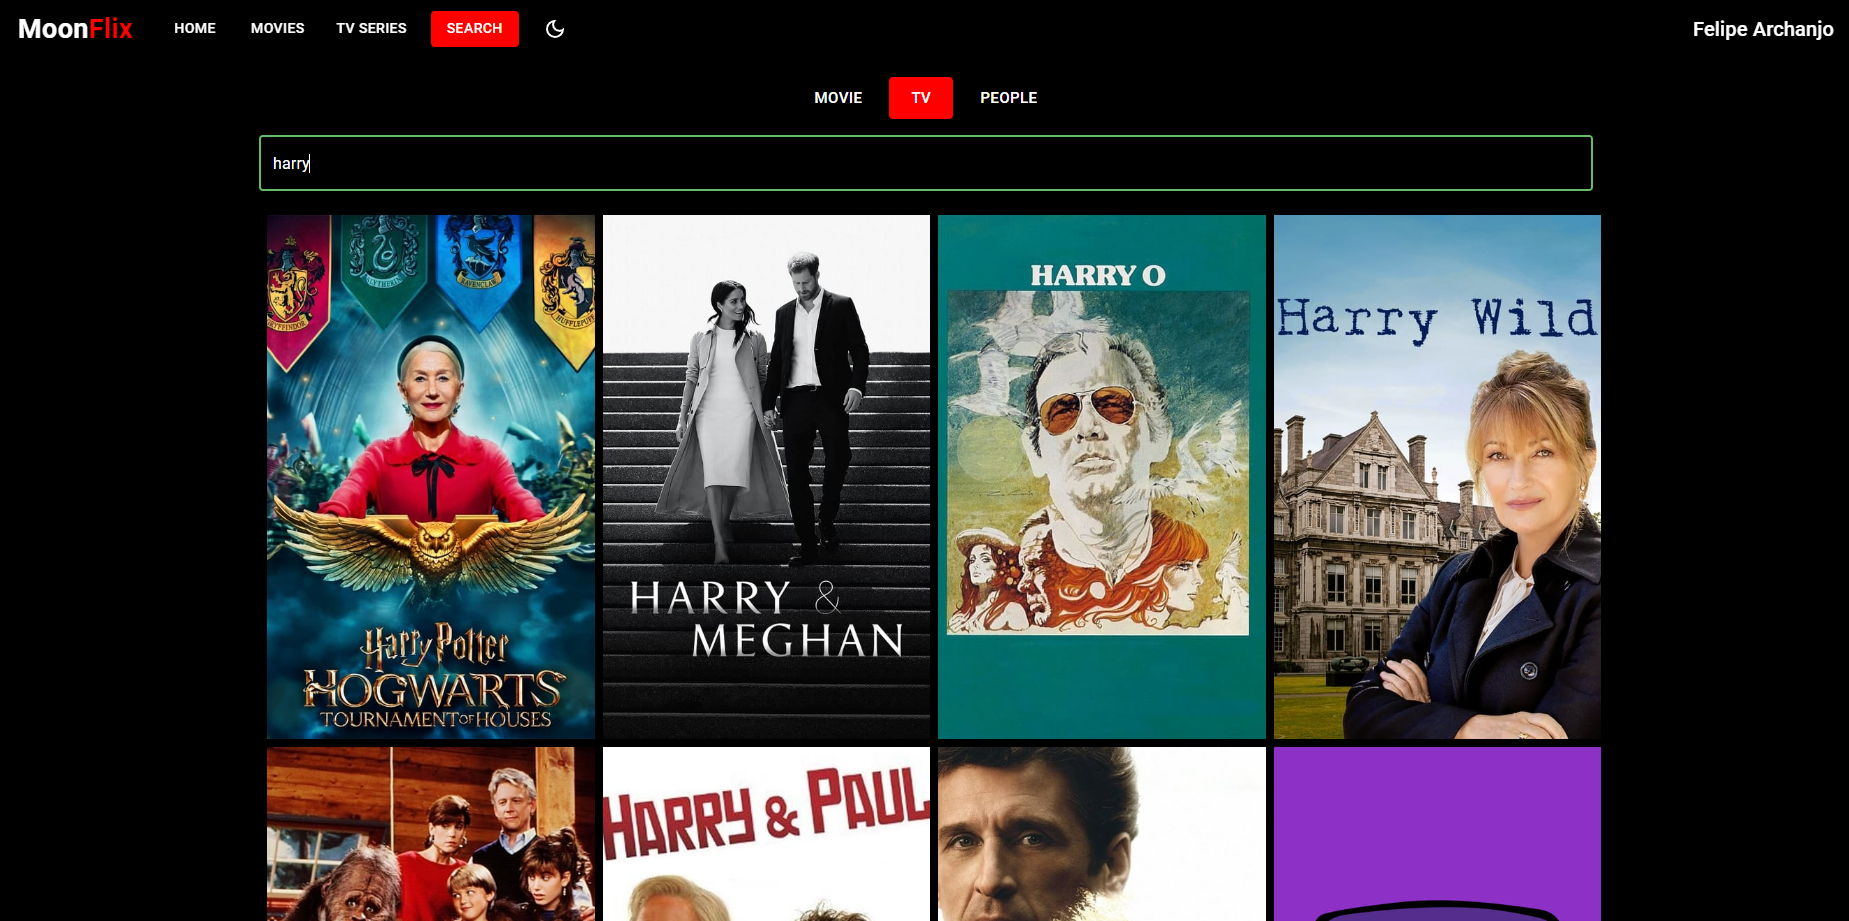 MoonFlix HOME MOVIES TV SERIES SEARCH Felipe Archanjo
MOVIE TV PEOPLE
harry
GRYFFINDOR SLYTHERIN RAVENCLAW HUFFLEPUFF
Harry Potter
HOGWARTS
TOURNAMENT OF HOUSES
HARRY &
MEGHAN
HARRY O
Harry Wild
HARRY & PAUL